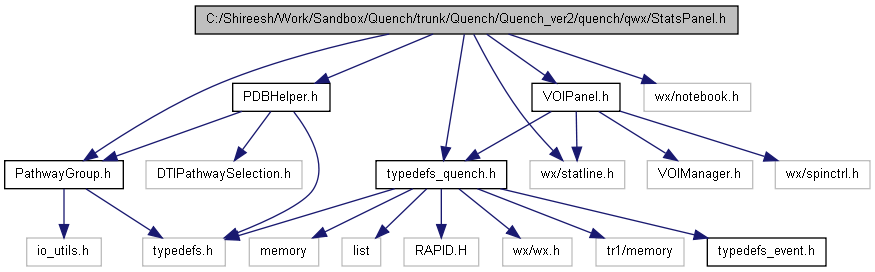 C:/Shireesh/Work/Sandbox/Quench/trunk/Quench/Quench_ver2/quench/qwx/StatsPanel.h
PDBHelper.h
VOIPanel.h
wx/notebook.h
PathwayGroup.h
DTIPathwaySelection.h
typedefs_quench.h
wx/statline.h
VOIManager.h
wx/spinctrl.h
io_utils.h
typedefs.h
memory
list
RAPID.H
wx/wx.h
tr1/memory
typedefs_event.h